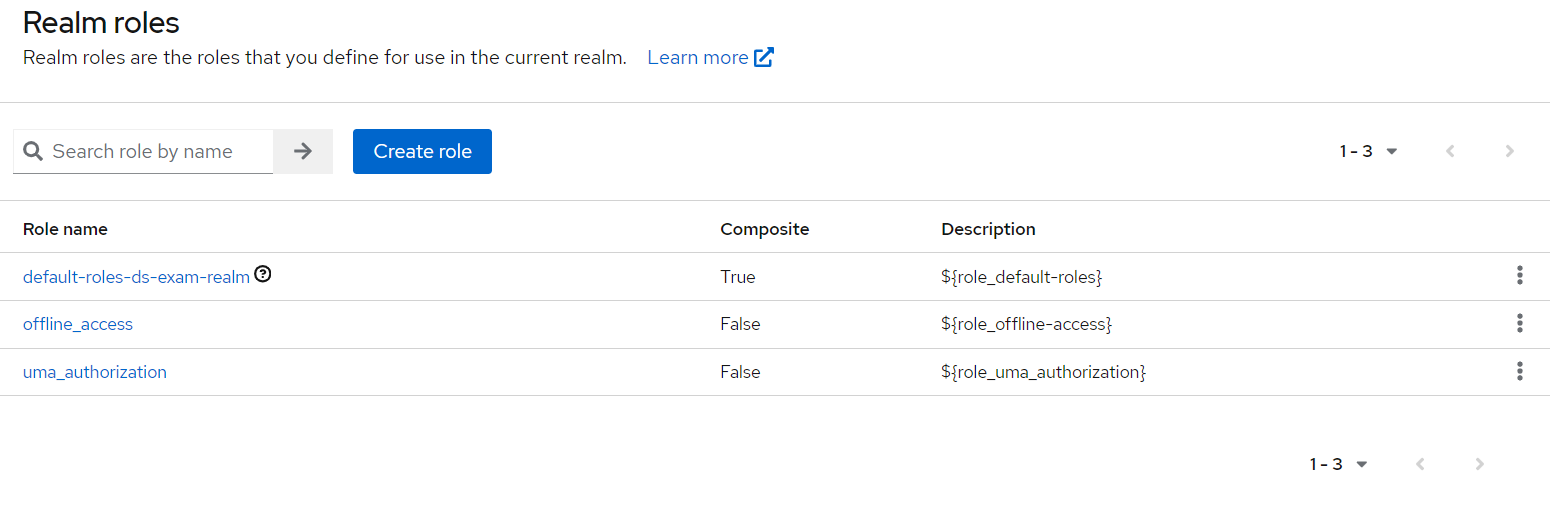 Realm roles
Realm roles are the roles that you define for use in the current realm. Learn more
Search role by name Create role 1 - 3
Role name Composite Description
default-roles-ds-exam-realm True ${role_default-roles}
offline_access False ${role_offline-access}
uma_authorization False ${role_uma_authorization}
1 - 3